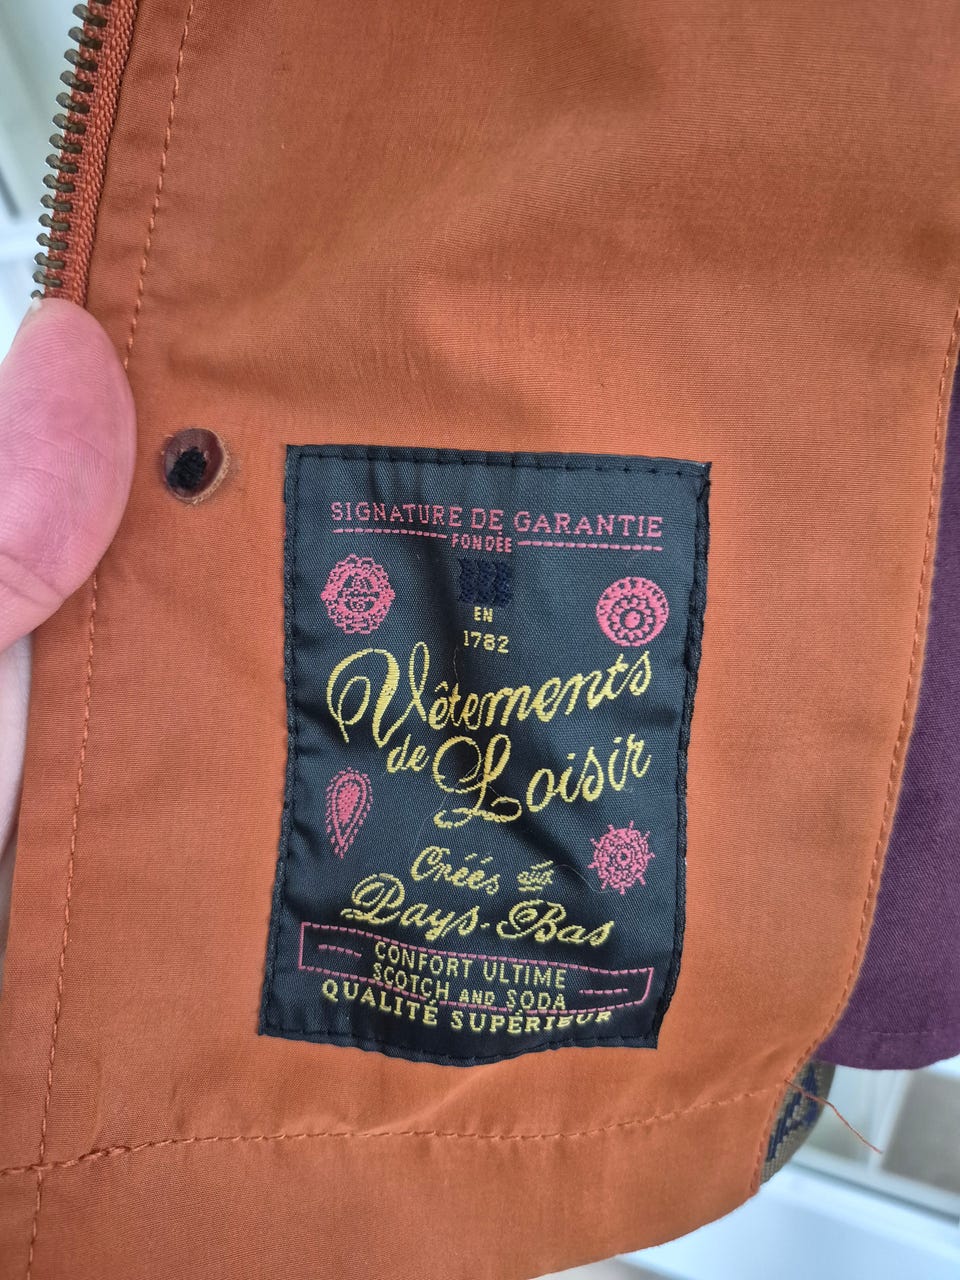 SIGNATURE DE GARANTIE
FONDÉE
EN
1782
Vêtements
de Loisir
Créés aux
Pays-Bas
CONFORT ULTIME
SCOTCH AND SODA
QUALITÉ SUPÉRIEUR